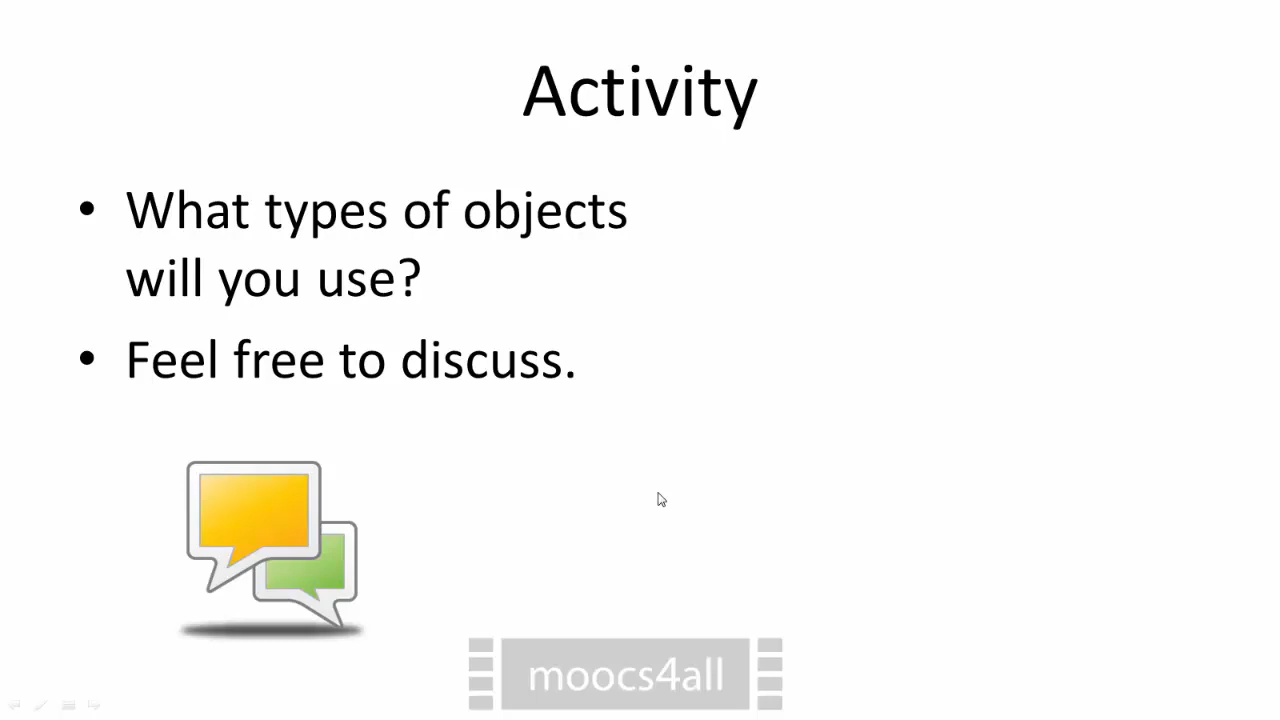 Activity
• What types of objects
will you use?
• Feel free to discuss.
moocs4all